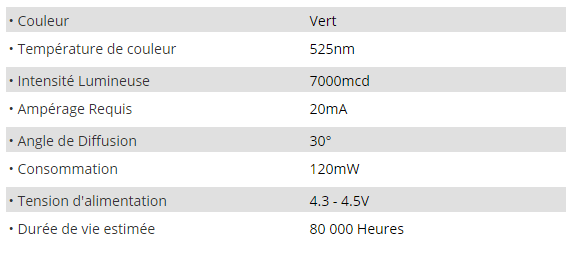 • Couleur Vert
• Température de couleur 525nm
• Intensité Lumineuse 7000mcd
• Ampérage Requis 20mA
• Angle de Diffusion 30°
• Consommation 120mW
• Tension d'alimentation 4.3 - 4.5V
• Durée de vie estimée 80 000 Heures